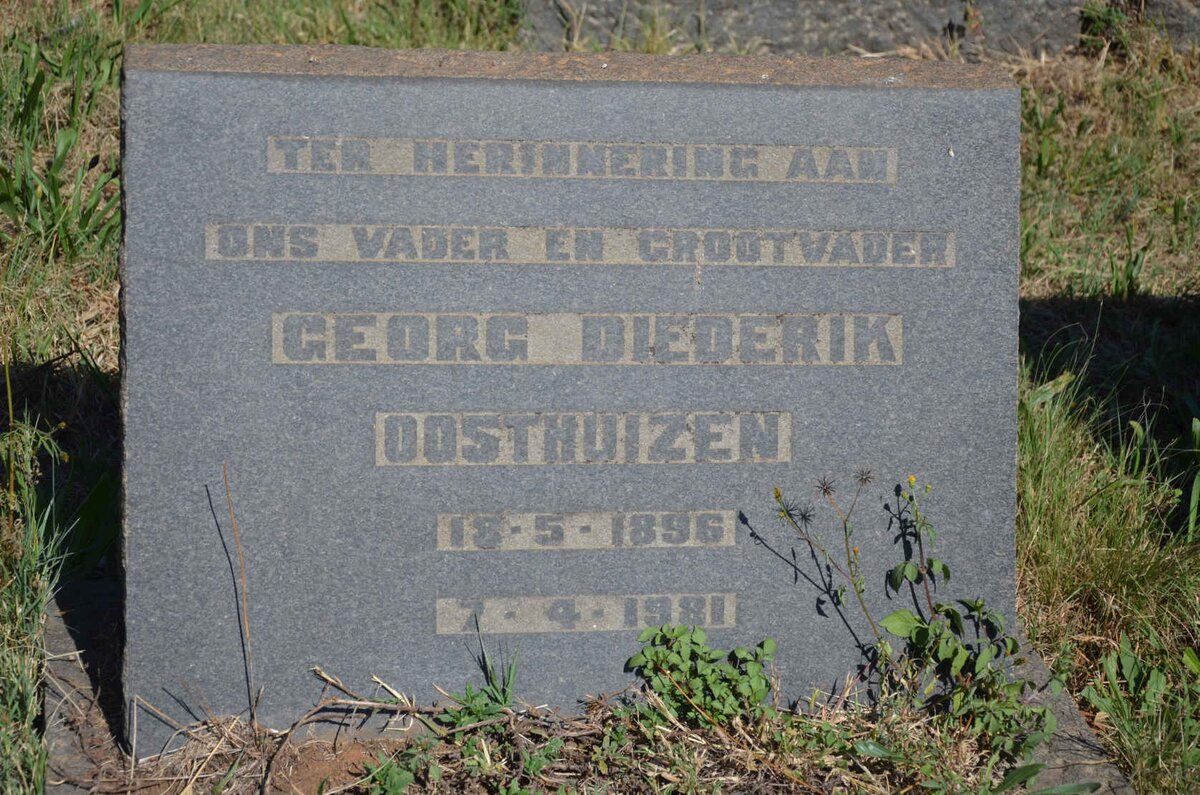 TER HERINNERING AAN
ONS VADER EN GROOTVADER
GEORG DIEDERIK
OOSTHUIZEN
18-5-1896
7-4-1981